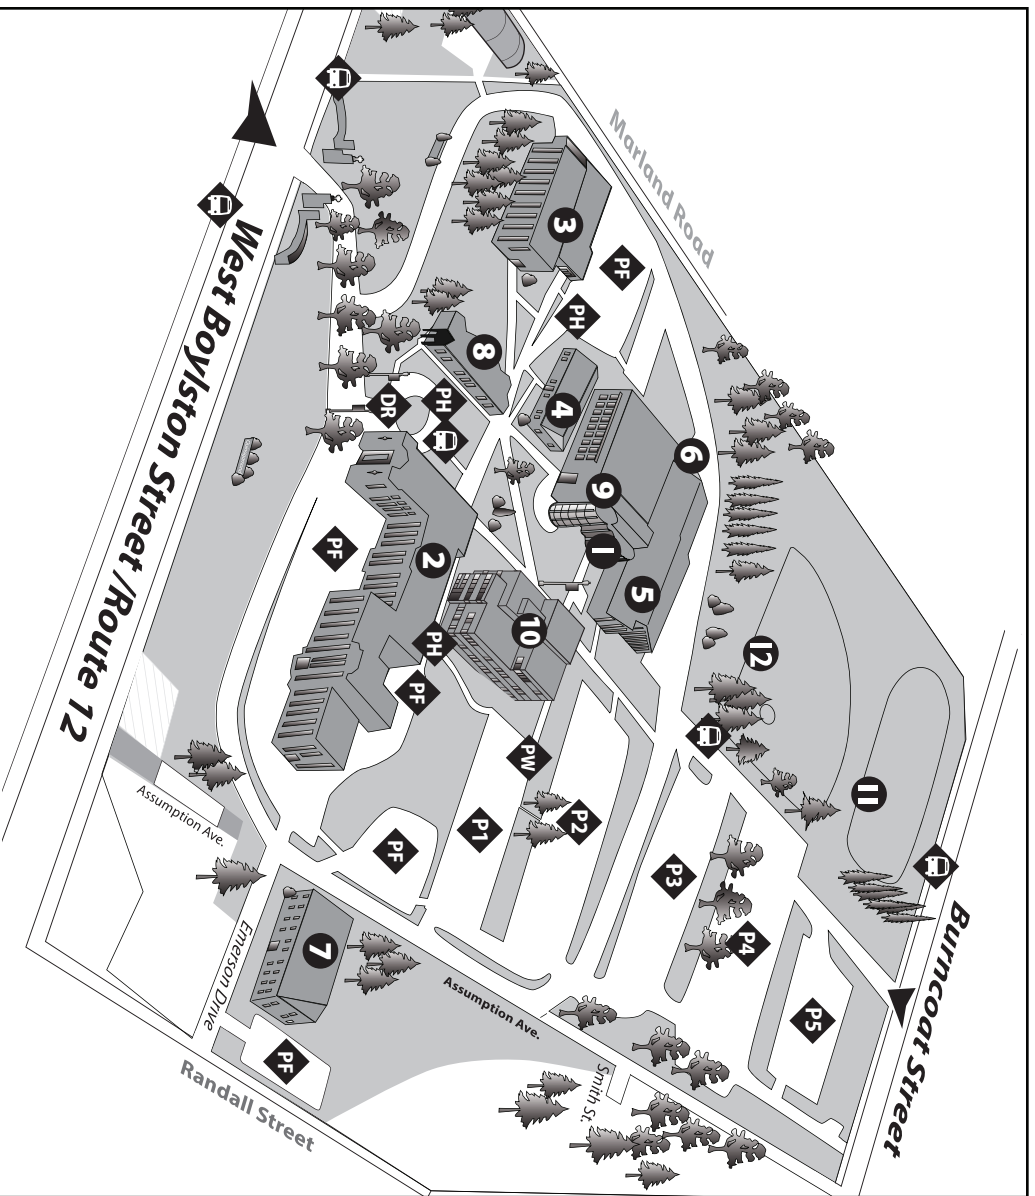 Marland Road
West Boylston Street /Route 12
Burncoat Street
Randall Street
Assumption Ave.
Assumption Ave.
Emerson Drive
Smith St.
1
2
3
4
5
6
7
8
9
10
11
12
PF
PH
PH
DR
PF
PH
PF
PW
P1
P2
PF
P3
P4
P5
PF